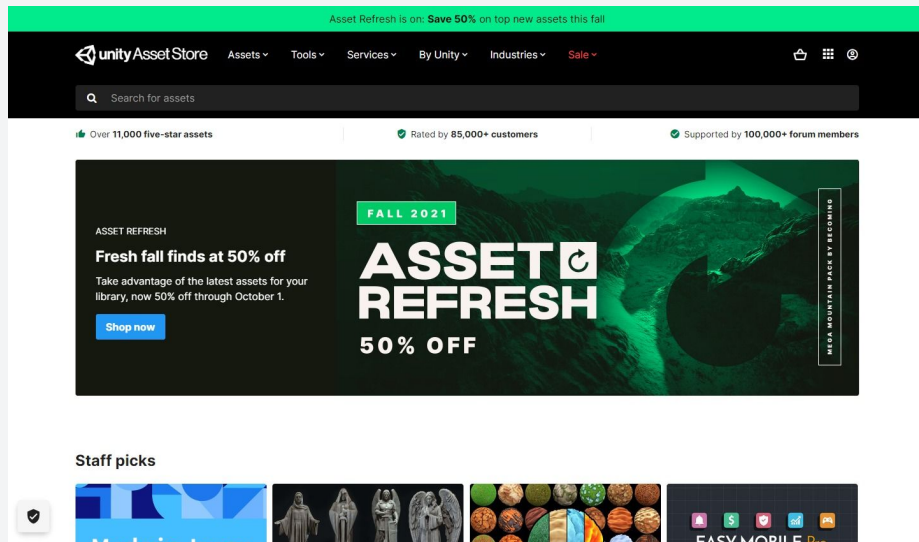 Asset Refresh is on: Save 50% on top new assets this fall
unity Asset Store Assets Tools Services By Unity Industries Sale
Search for assets
Over 11,000 five-star assets Rated by 85,000+ customers Supported by 100,000+ forum members
ASSET REFRESH
Fresh fall finds at 50% off
Take advantage of the latest assets for your
library, now 50% off through October 1.
Shop now
FALL 2021
ASSET
REFRESH
50% OFF
MEGA MOUNTAIN PACK BY BECOMING
Staff picks
EASY MOBILE Pro